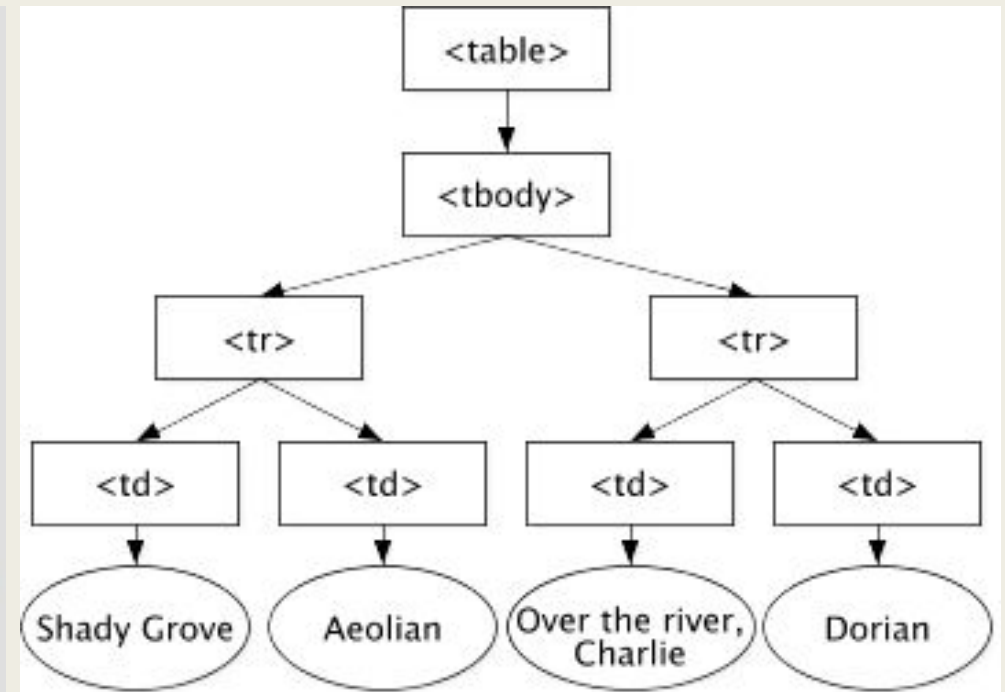 <table>
<tbody>
<tr>
<tr>
<td>
<td>
<td>
<td>
Shady Grove
Aeolian
Over the river,
Charlie
Dorian